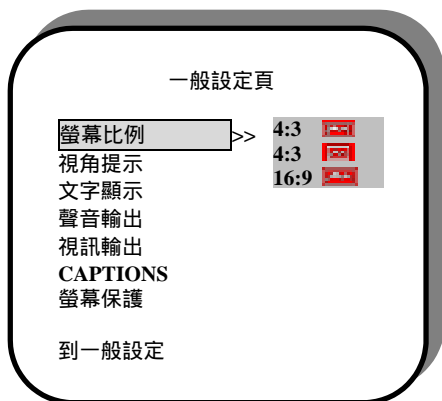 一般設定頁
螢幕比例 >> 4:3
視角提示 4:3
文字顯示 16:9
聲音輸出
視訊輸出
CAPTIONS
螢幕保護
到一般設定